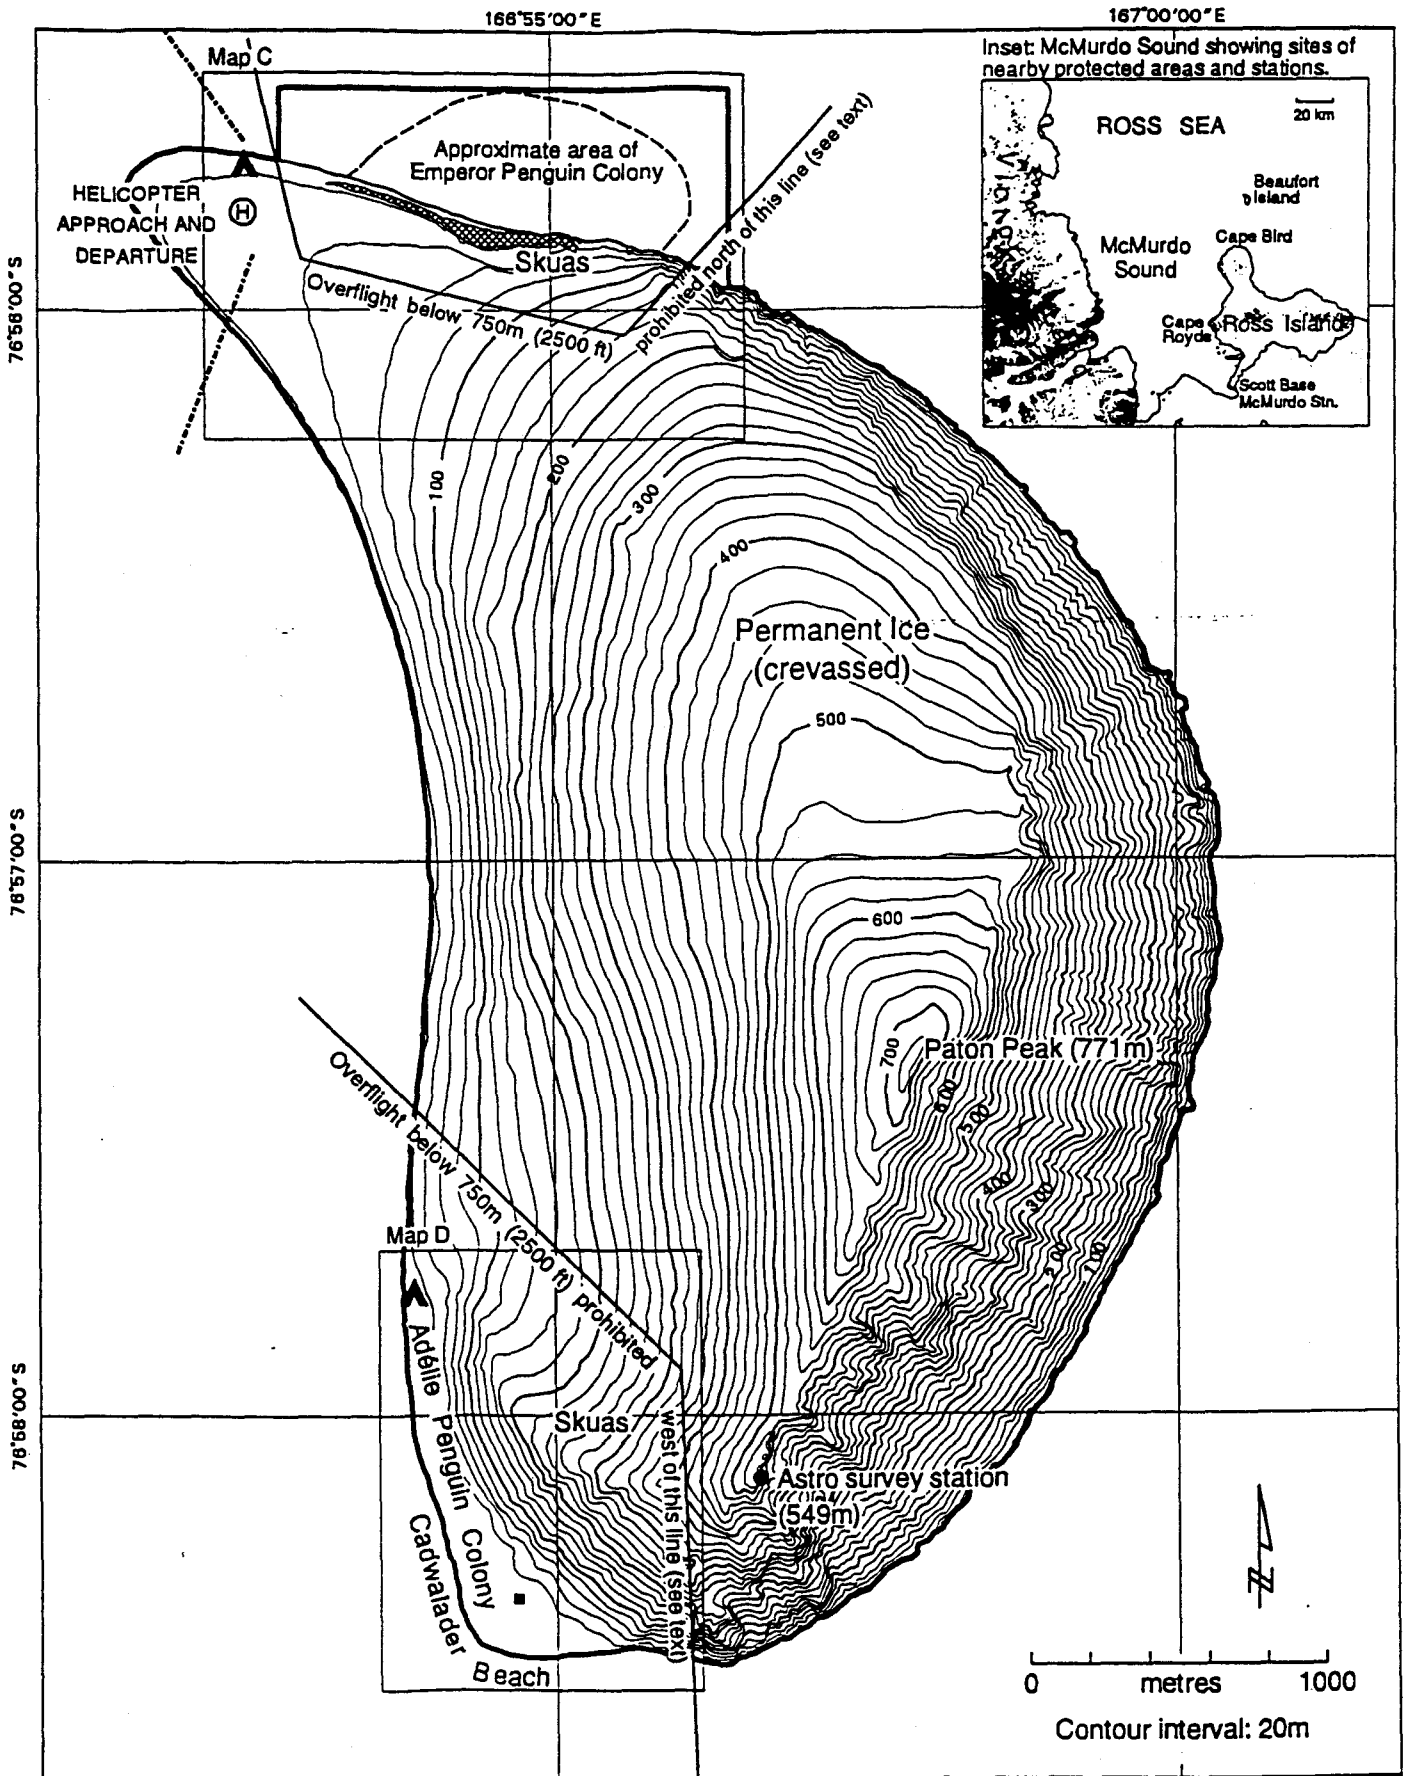 166°55'00"E
167°00'00"E
Map C
Inset: McMurdo Sound showing sites of
nearby protected areas and stations.
ROSS SEA
20 km
Beaufort
Island
Cape Bird
McMurdo
Sound
Cape
Royds
Ross Island
Scott Base
McMurdo Stn.
Approximate area of
Emperor Penguin Colony
HELICOPTER
APPROACH AND
DEPARTURE
H
Skuas
Overflight below 750m (2500 ft)
prohibited north of this line (see text)
76°56'00"S
100
200
300
400
Permanent Ice
(crevassed)
500
76°57'00"S
600
700
Paton Peak (771m)
600
500
400
300
200
100
Overflight below 750m (2500 ft) prohibited
west of this line (see text)
Map D
Adélie Penguin Colony
76°58'00"S
Skuas
Astro survey station
(549m)
Cadwalader
Beach
N
0 metres 1000
Contour interval: 20m